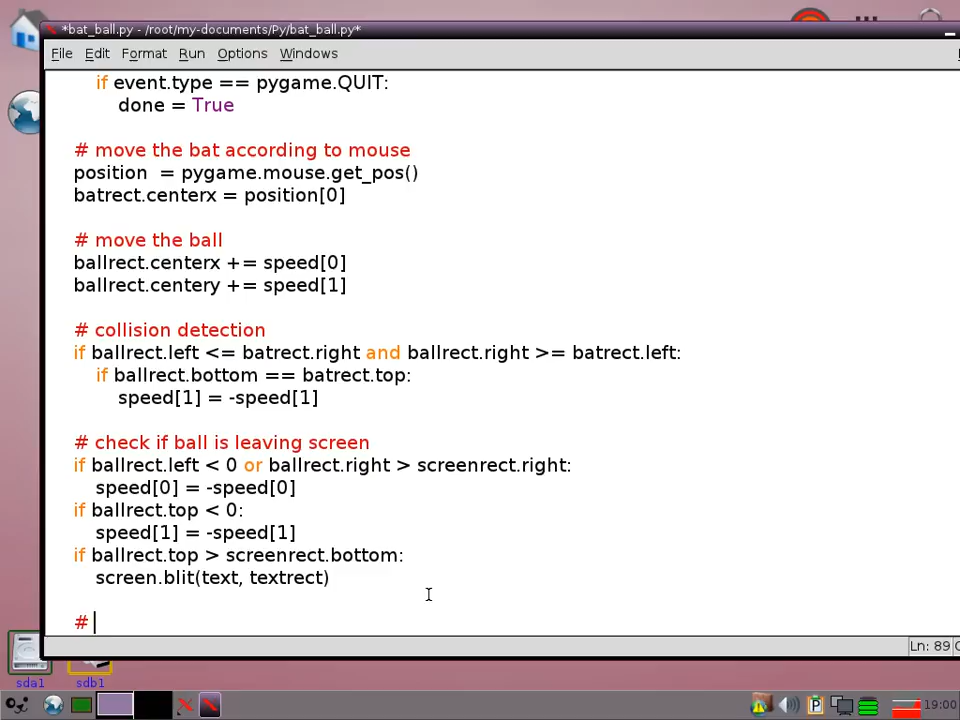 *bat_ball.py - /root/my-documents/Py/bat_ball.py*
File Edit Format Run Options Windows
if event.type == pygame.QUIT:
done = True
# move the bat according to mouse
position  = pygame.mouse.get_pos()
batrect.centerx = position[0]
# move the ball
ballrect.centerx += speed[0]
ballrect.centery += speed[1]
# collision detection
if ballrect.left <= batrect.right and ballrect.right >= batrect.left:
if ballrect.bottom == batrect.top:
speed[1] = -speed[1]
# check if ball is leaving screen
if ballrect.left < 0 or ballrect.right > screenrect.right:
speed[0] = -speed[0]
if ballrect.top < 0:
speed[1] = -speed[1]
if ballrect.top > screenrect.bottom:
screen.blit(text, textrect)
#
Ln: 89
sda1 sdb1
19:00